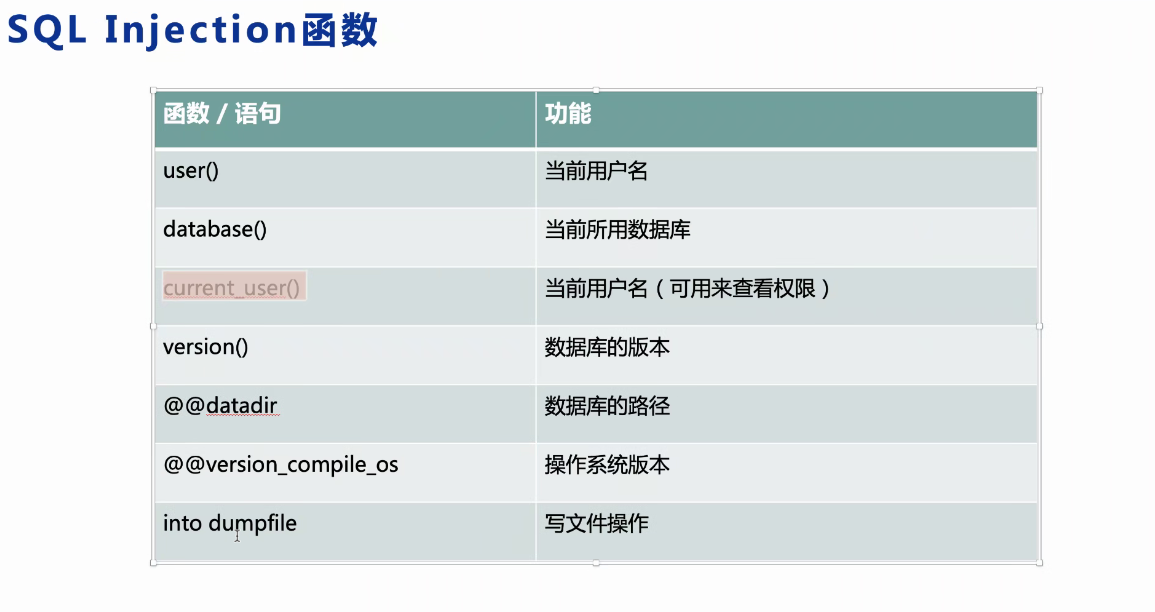 SQL Injection函数
函数 / 语句 功能
user() 当前用户名
database() 当前所用数据库
current_user() 当前用户名（可用来查看权限）
version() 数据库的版本
@@datadir 数据库的路径
@@version_compile_os 操作系统版本
into dumpfile 写文件操作